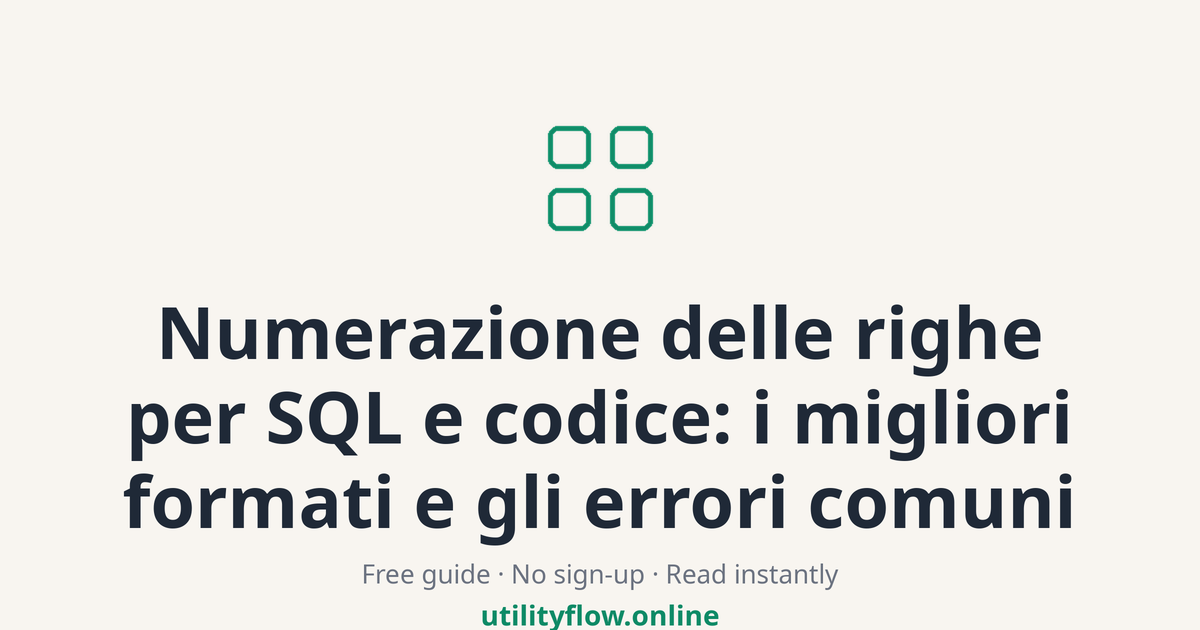 Numerazione delle righe
per SQL e codice: i migliori
formati e gli errori comuni
Free guide · No sign-up · Read instantly
utilityflow.online